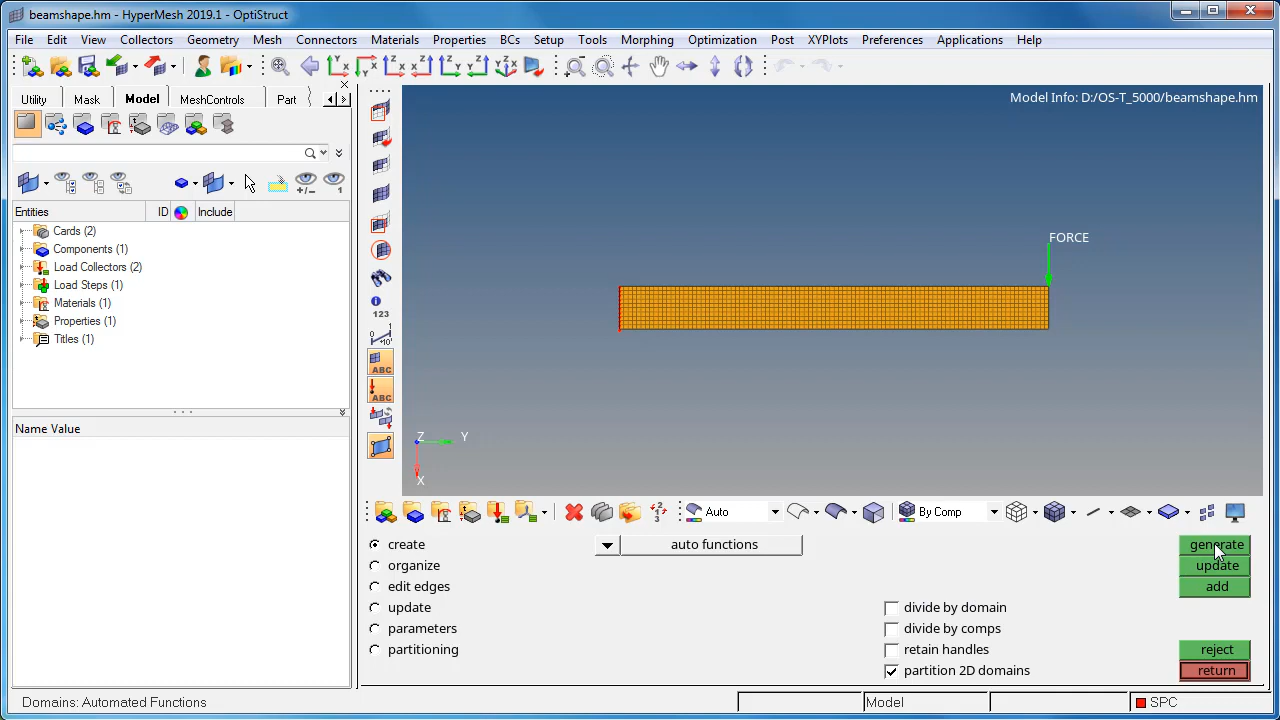 beamshape.hm - HyperMesh 2019.1 - OptiStruct
File Edit View Collectors Geometry Mesh Connectors Materials Properties BCs Setup Tools Morphing Optimization Post XYPlots Preferences Applications Help
Utility Mask Model MeshControls Part
Model Info: D:/OS-T_5000/beamshape.hm
Entities ID Include
Cards (2)
Components (1)
Load Collectors (2)
Load Steps (1)
Materials (1)
Properties (1)
Titles (1)
Name Value
123
ABC
ABC
FORCE
Z Y
X
Auto By Comp
create auto functions generate
organize update
edit edges add
update divide by domain
parameters divide by comps
partitioning retain handles reject
partition 2D domains return
Domains: Automated Functions Model SPC